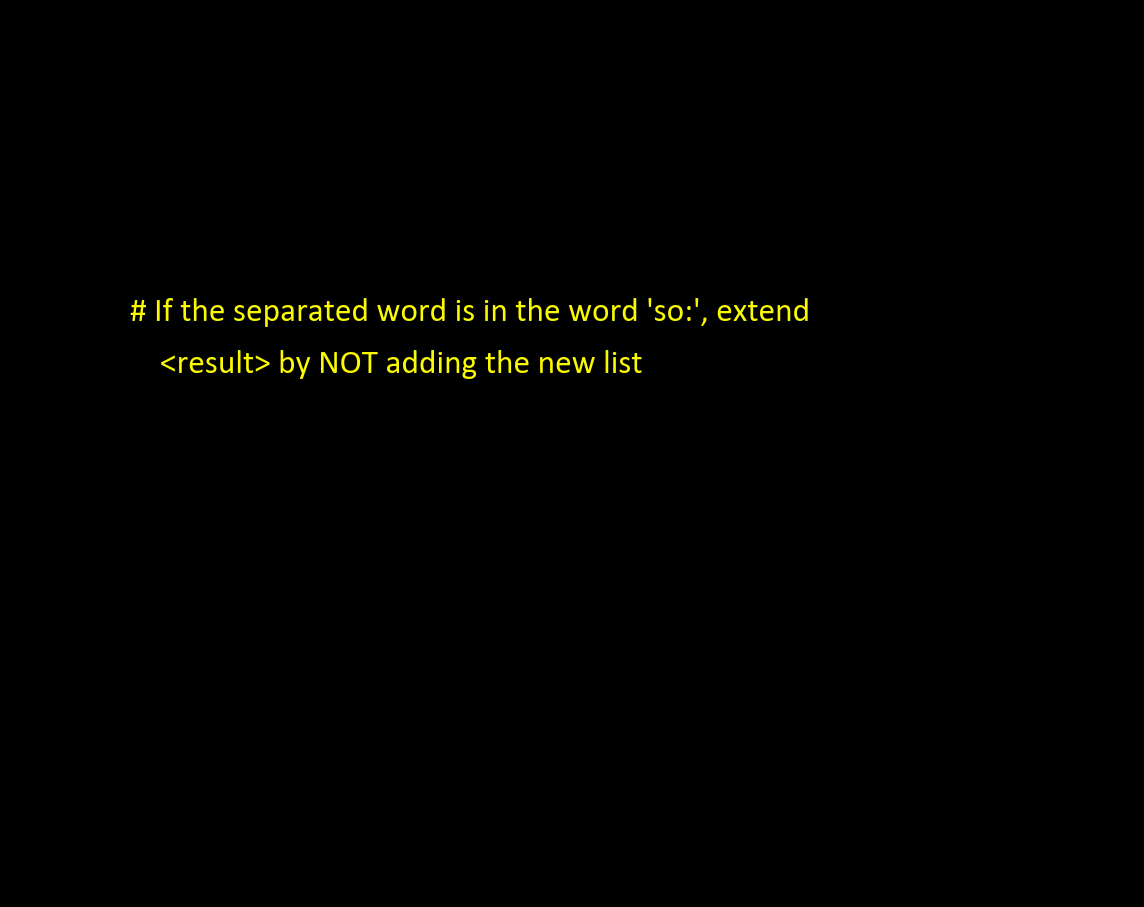 # If the separated word is in the word 'so:', extend
<result> by NOT adding the new list